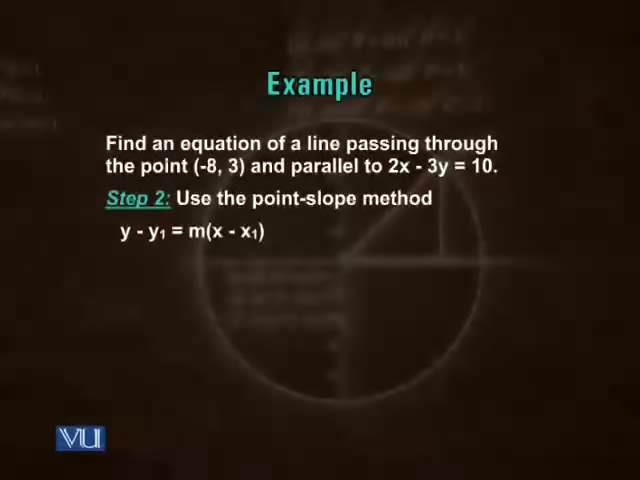 Example
Find an equation of a line passing through
the point (-8, 3) and parallel to 2x - 3y = 10.
Step 2: Use the point-slope method
y - y₁ = m(x - x₁)
VU